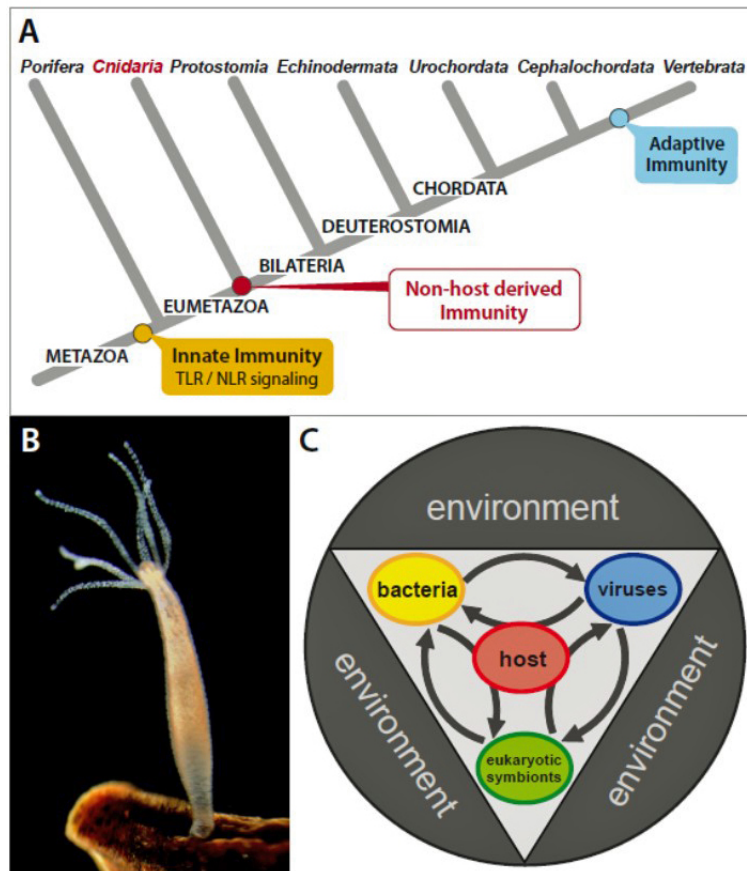 A
Porifera Cnidaria Protostomia Echinodermata Urochordata Cephalochordata Vertebrata
Adaptive
Immunity
CHORDATA
DEUTEROSTOMIA
BILATERIA
Non-host derived
Immunity
EUMETAZOA
METAZOA
Innate Immunity
TLR / NLR signaling
B
C
environment
bacteria
viruses
host
environment
environment
eukaryotic
symbionts